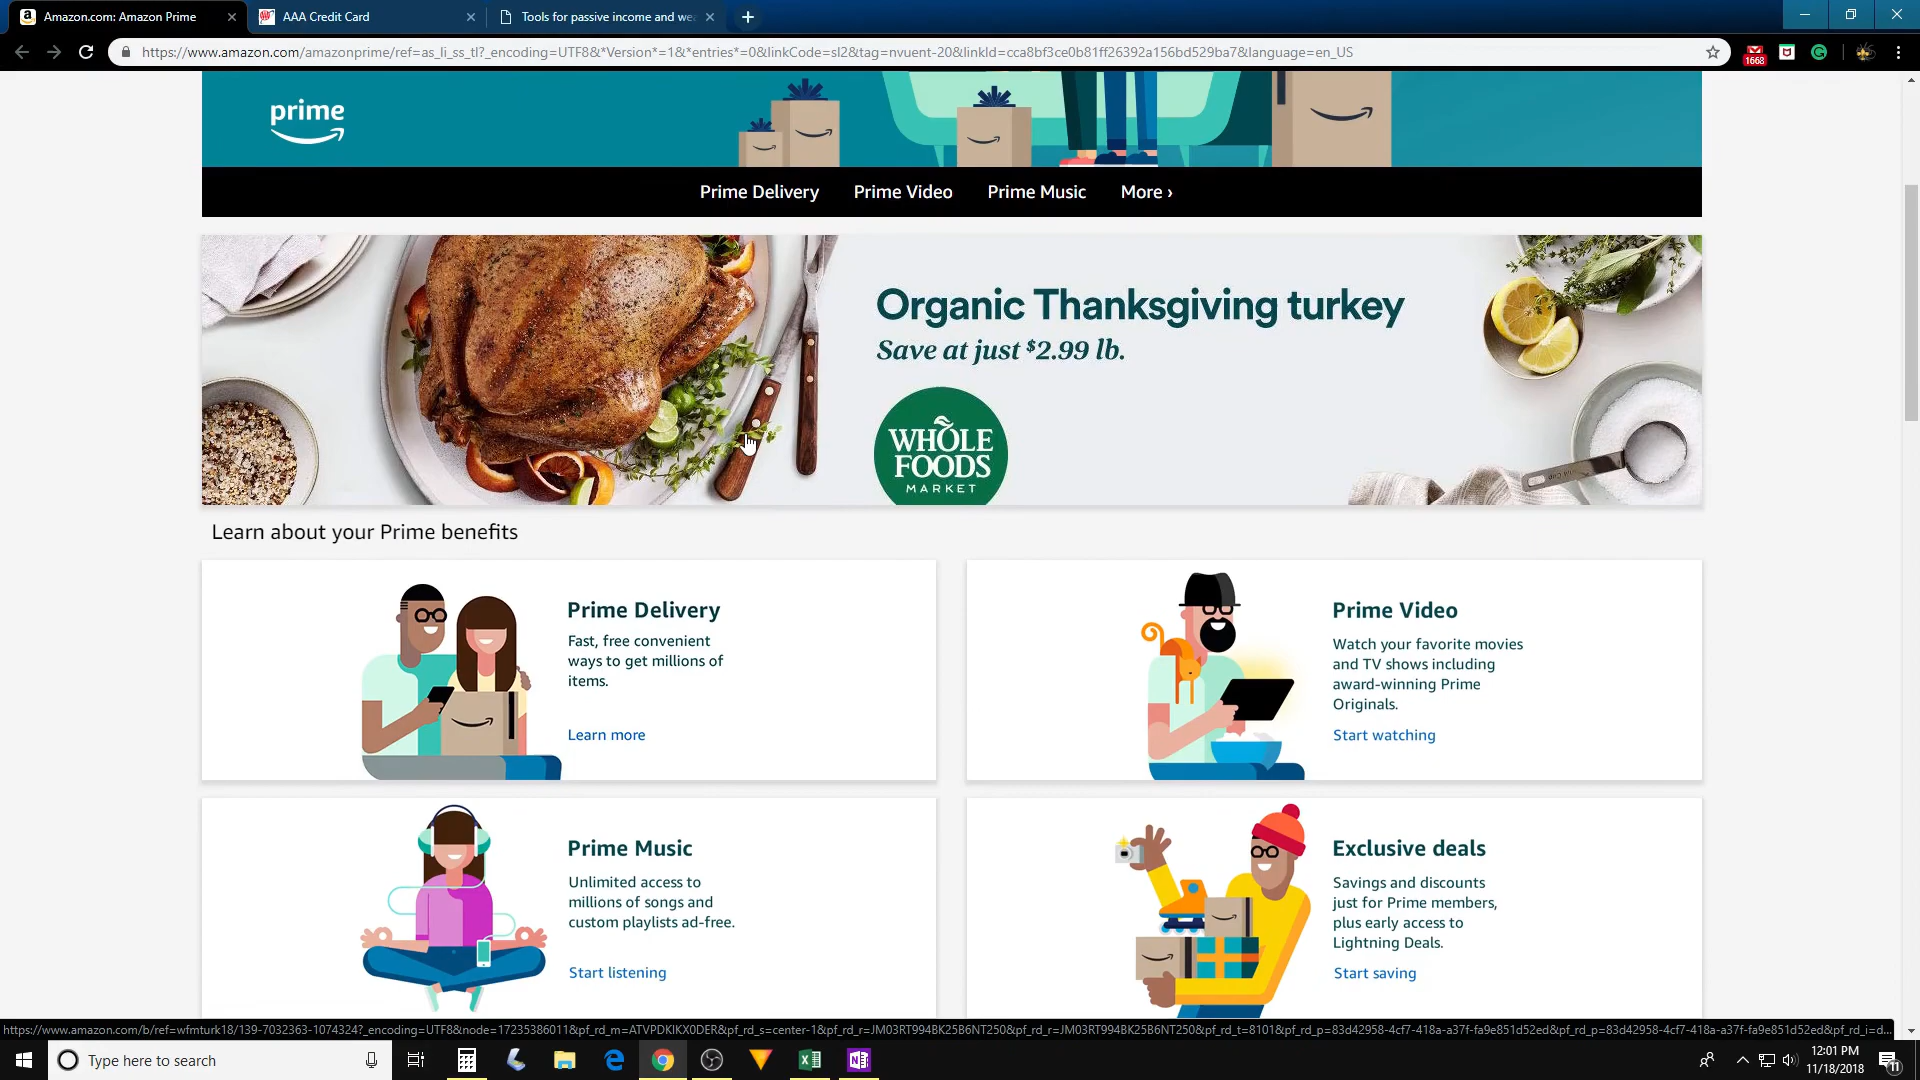 Amazon.com: Amazon Prime
AAA Credit Card
Tools for passive income and we
https://www.amazon.com/amazonprime/ref=as_li_ss_tl?_encoding=UTF8&*Version*=1&*entries*=0&linkCode=sl2&tag=nvuent-20&linkId=cca8bf3ce0b81ff26392a156bd529ba7&language=en_US
1668
prime
Prime Delivery
Prime Video
Prime Music
More ›
Organic Thanksgiving turkey
Save at just $2.99 lb.
WHOLE
FOODS
MARKET
Learn about your Prime benefits
Prime Delivery
Fast, free convenient
ways to get millions of
items.
Learn more
Prime Video
Watch your favorite movies
and TV shows including
award-winning Prime
Originals.
Start watching
Prime Music
Unlimited access to
millions of songs and
custom playlists ad-free.
Start listening
Exclusive deals
Savings and discounts
just for Prime members,
plus early access to
Lightning Deals.
Start saving
https://www.amazon.com/b/ref=wfmturk18/139-7032363-1074324?_encoding=UTF8&node=17235386011&pf_rd_m=ATVPDKIKX0DER&pf_rd_s=center-1&pf_rd_r=JM03RT994BK25B6NT250&pf_rd_r=JM03RT994BK25B6NT250&pf_rd_t=8101&pf_rd_p=83d42958-4cf7-418a-a37f-fa9e851d52ed&pf_rd_p=83d42958-4cf7-418a-a37f-fa9e851d52ed&pf_rd_i=d...
Type here to search
12:01 PM
11/18/2018
11